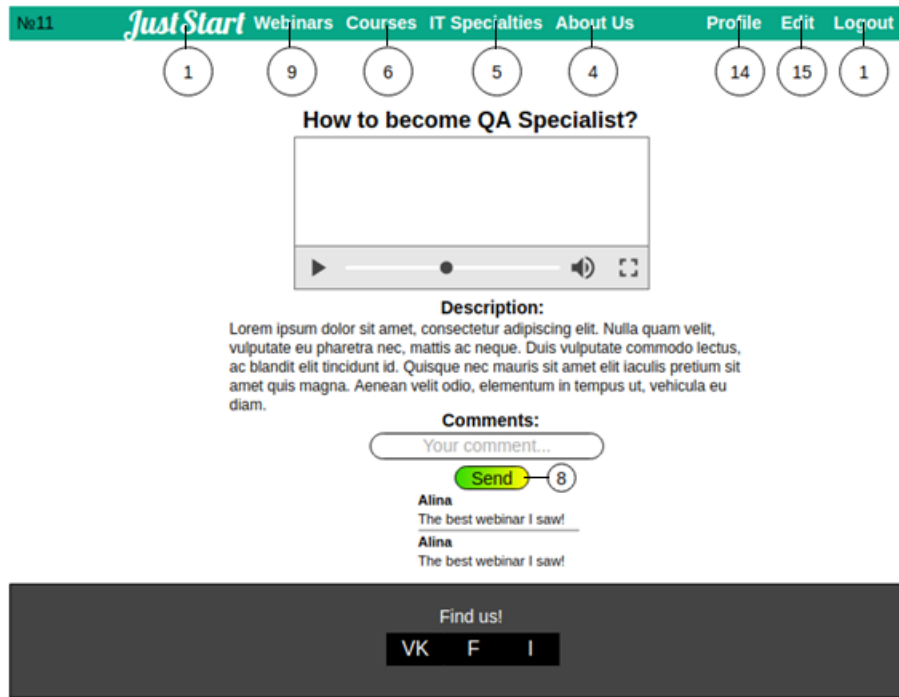 №11 JustStart Webinars Courses IT Specialties About Us Profile Edit Logout
1 9 6 5 4 14 15 1
How to become QA Specialist?
Description:
Lorem ipsum dolor sit amet, consectetur adipiscing elit. Nulla quam velit,
vulputate eu pharetra nec, mattis ac neque. Duis vulputate commodo lectus,
ac blandit elit tincidunt id. Quisque nec mauris sit amet elit iaculis pretium sit
amet quis magna. Aenean velit odio, elementum in tempus ut, vehicula eu
diam.
Comments:
Your comment...
Send 8
Alina
The best webinar I saw!
Alina
The best webinar I saw!
Find us!
VK F I